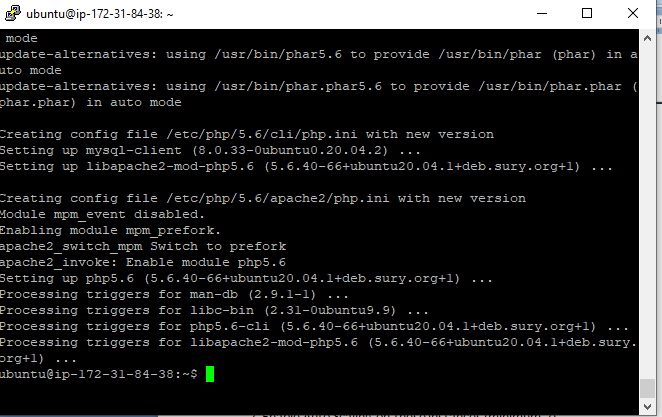 ubuntu@ip-172-31-84-38: ~
mode
update-alternatives: using /usr/bin/phar5.6 to provide /usr/bin/phar (phar) in a
uto mode
update-alternatives: using /usr/bin/phar.phar5.6 to provide /usr/bin/phar.phar (
phar.phar) in auto mode
Creating config file /etc/php/5.6/cli/php.ini with new version
Setting up mysql-client (8.0.33-0ubuntu0.20.04.2) ...
Setting up libapache2-mod-php5.6 (5.6.40-66+ubuntu20.04.1+deb.sury.org+1) ...
Creating config file /etc/php/5.6/apache2/php.ini with new version
Module mpm_event disabled.
Enabling module mpm_prefork.
apache2_switch_mpm Switch to prefork
apache2_invoke: Enable module php5.6
Setting up php5.6 (5.6.40-66+ubuntu20.04.1+deb.sury.org+1) ...
Processing triggers for man-db (2.9.1-1) ...
Processing triggers for libc-bin (2.31-0ubuntu9.9) ...
Processing triggers for php5.6-cli (5.6.40-66+ubuntu20.04.1+deb.sury.org+1) ...
Processing triggers for libapache2-mod-php5.6 (5.6.40-66+ubuntu20.04.1+deb.sury.
org+1) ...
ubuntu@ip-172-31-84-38:~$